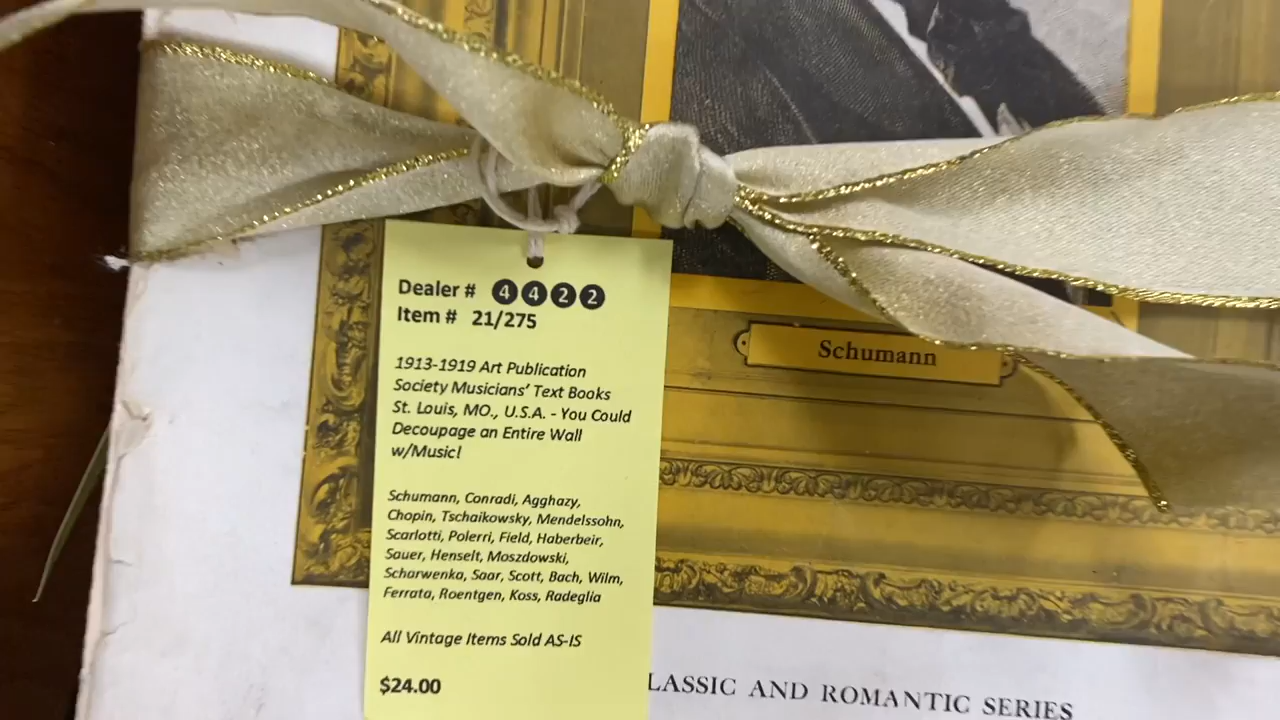 Dealer # 4422
Item # 21/275
1913-1919 Art Publication
Society Musicians' Text Books
St. Louis, MO., U.S.A. - You Could
Decoupage an Entire Wall
w/Music!
Schumann, Conradi, Agghazy,
Chopin, Tschaikowsky, Mendelssohn,
Scarlotti, Polerri, Field, Haberbeir,
Sauer, Henselt, Moszdowski,
Scharwenka, Saar, Scott, Bach, Wilm,
Ferrata, Roentgen, Koss, Radeglia
All Vintage Items Sold AS-IS
$24.00
Schumann
LASSIC AND ROMANTIC SERIES